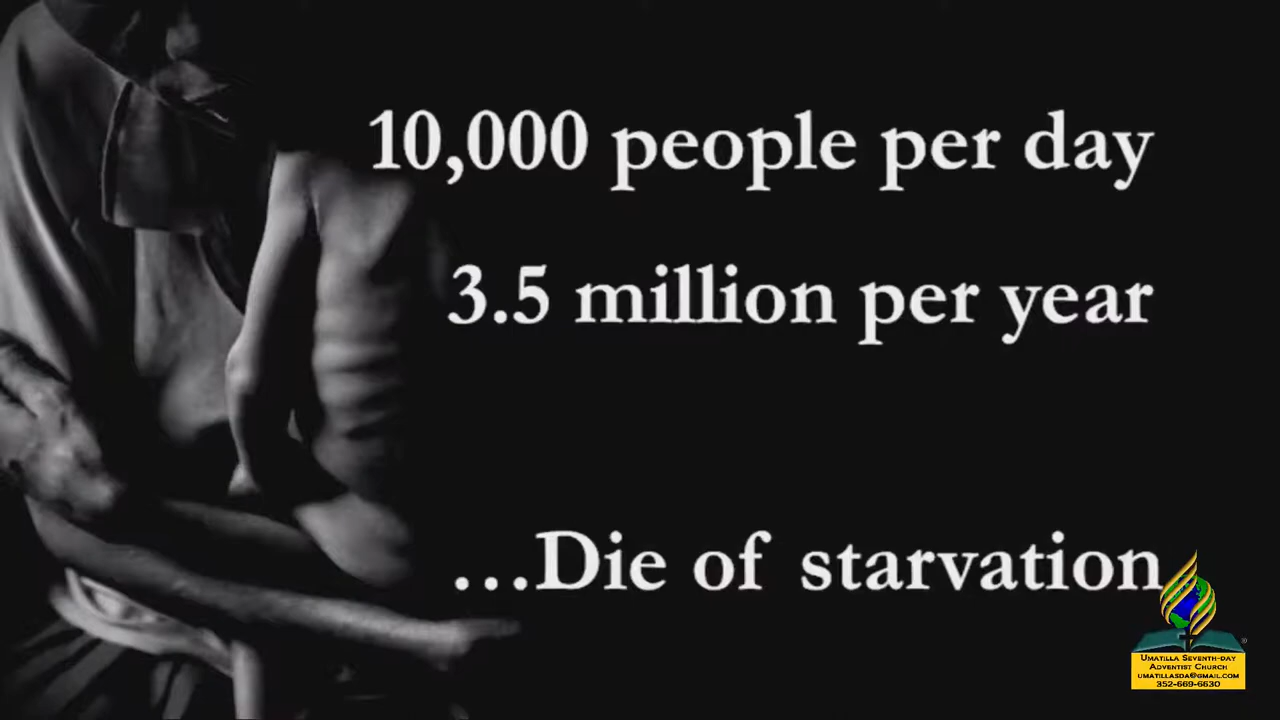 10,000 people per day
3.5 million per year
...Die of starvation
Umatilla Seventh-day
Adventist Church
umatillasda@gmail.com
352-669-6630